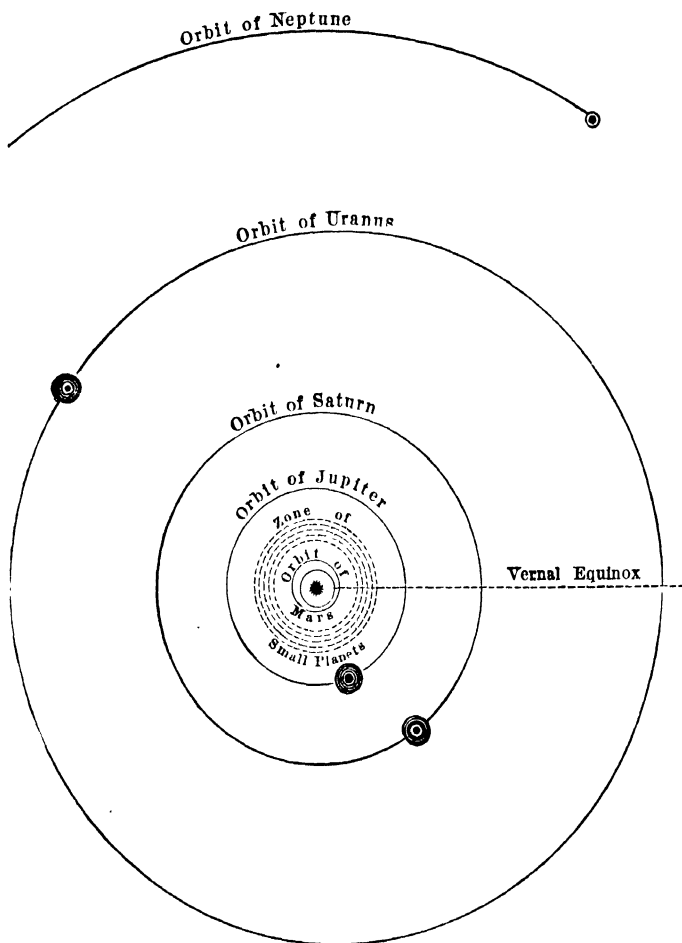 Orbit of Neptune
Orbit of Uranus
Orbit of Saturn
Orbit of Jupiter
Zone of
Orbit of
Mars
Small Planets
Vernal Equinox